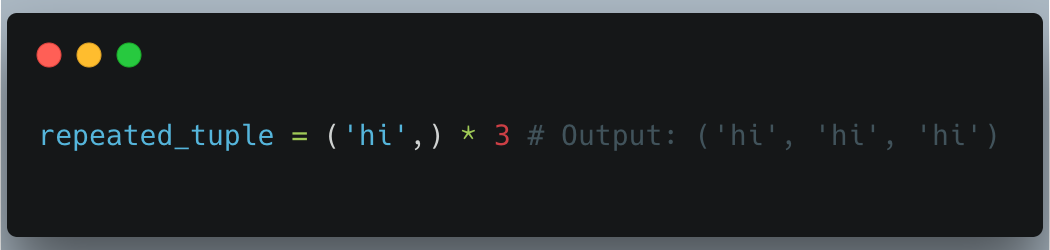 repeated_tuple = ('hi',) * 3 # Output: ('hi', 'hi', 'hi')